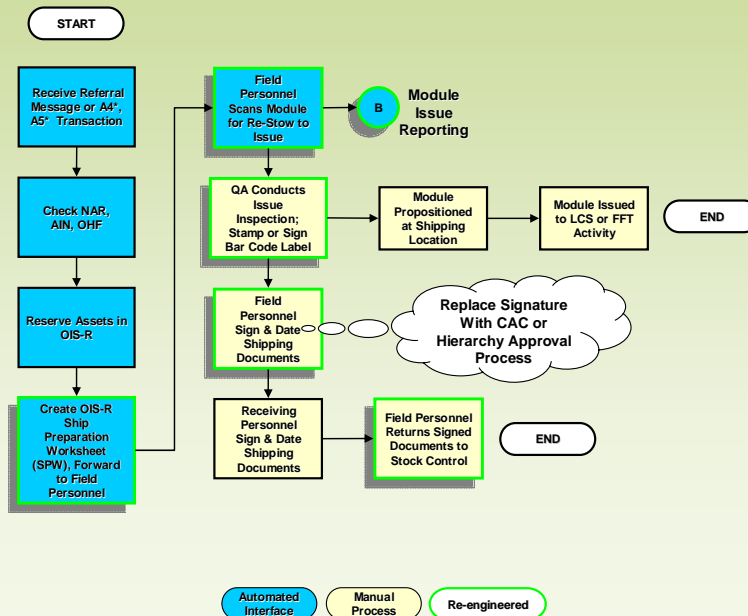 START
Receive Referral
Message or A4*,
A5* Transaction
Check NAR,
AIN, OHF
Reserve Assets in
OIS-R
Create OIS-R
Ship
Preparation
Worksheet
(SPW), Forward
to Field
Personnel
Field
Personnel
Scans Module
for Re-Stow to
Issue
B
Module
Issue
Reporting
QA Conducts
Issue
Inspection;
Stamp or Sign
Bar Code Label
Module
Propositioned
at Shipping
Location
Module Issued
to LCS or FFT
Activity
END
Field
Personnel
Sign & Date
Shipping
Documents
Replace Signature
With CAC or
Hierarchy Approval
Process
Receiving
Personnel
Sign & Date
Shipping
Documents
Field Personnel
Returns Signed
Documents to
Stock Control
END
Automated
Interface
Manual
Process
Re-engineered